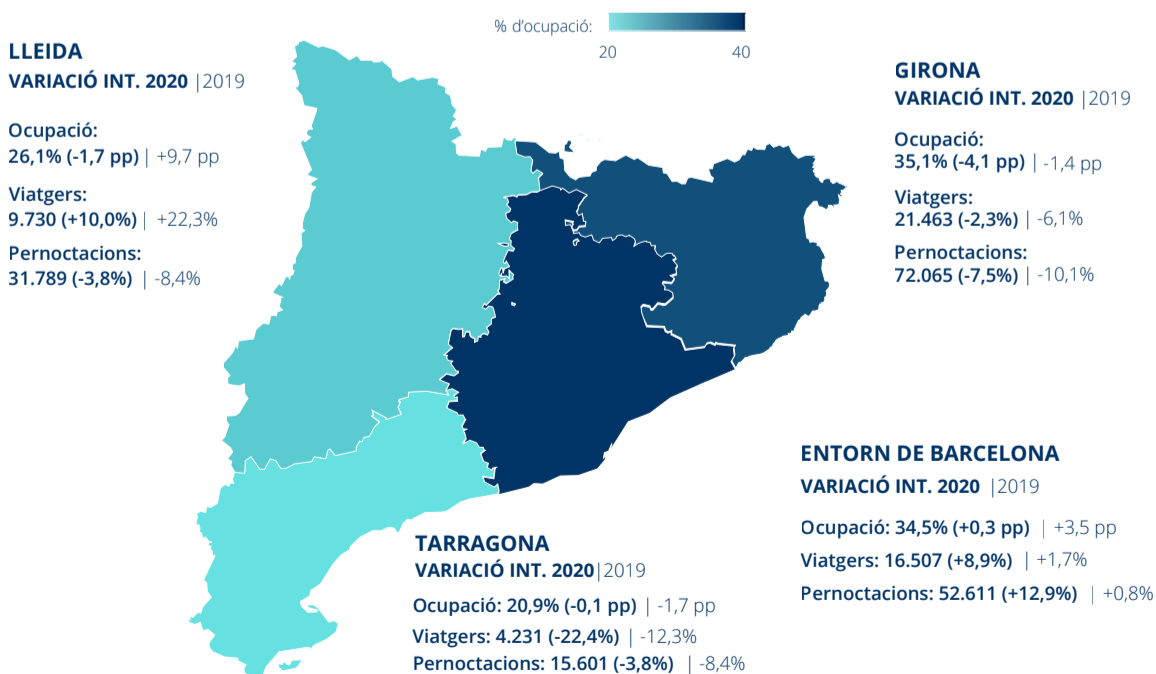 % d'ocupació:
20 40
LLEIDA
VARIACIÓ INT. 2020 |2019
Ocupació:
26,1% (-1,7 pp) | +9,7 pp
Viatgers:
9.730 (+10,0%) | +22,3%
Pernoctacions:
31.789 (-3,8%) | -8,4%
GIRONA
VARIACIÓ INT. 2020 |2019
Ocupació:
35,1% (-4,1 pp) | -1,4 pp
Viatgers:
21.463 (-2,3%) | -6,1%
Pernoctacions:
72.065 (-7,5%) | -10,1%
ENTORN DE BARCELONA
VARIACIÓ INT. 2020 |2019
Ocupació: 34,5% (+0,3 pp) | +3,5 pp
Viatgers: 16.507 (+8,9%) | +1,7%
Pernoctacions: 52.611 (+12,9%) | +0,8%
TARRAGONA
VARIACIÓ INT. 2020|2019
Ocupació: 20,9% (-0,1 pp) | -1,7 pp
Viatgers: 4.231 (-22,4%) | -12,3%
Pernoctacions: 15.601 (-3,8%) | -8,4%